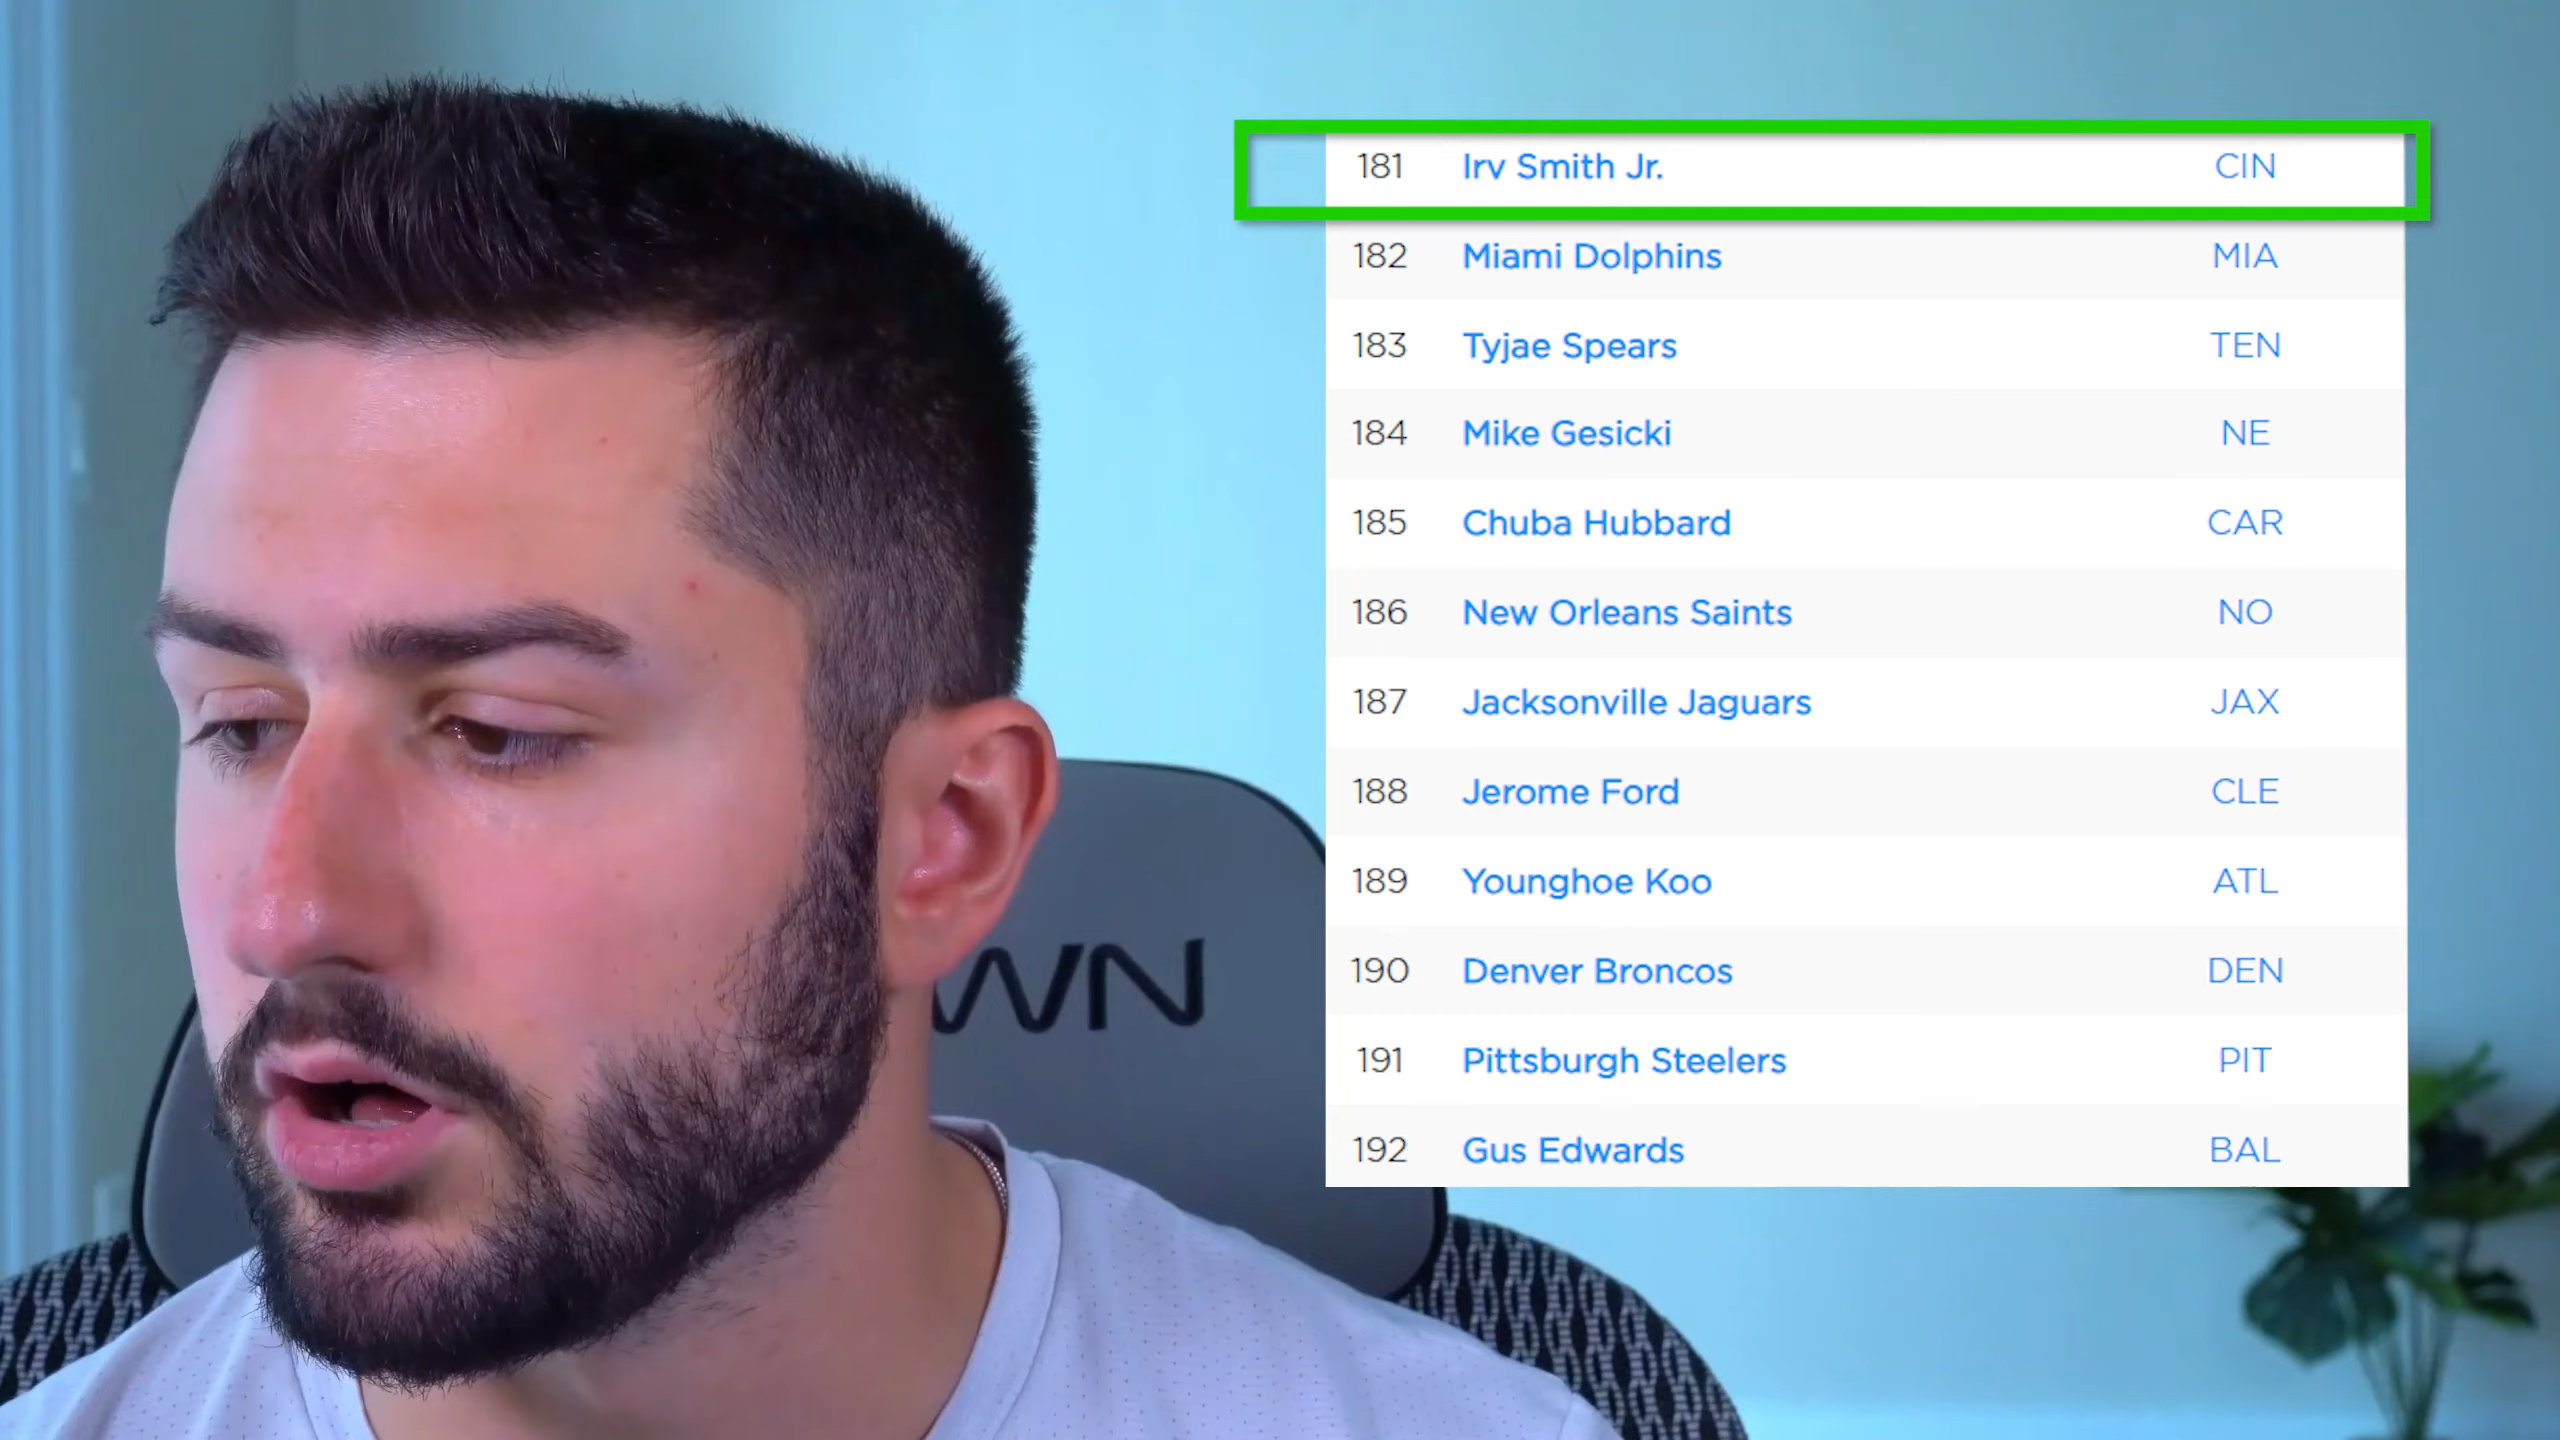 181 Irv Smith Jr. CIN
182 Miami Dolphins MIA
183 Tyjae Spears TEN
184 Mike Gesicki NE
185 Chuba Hubbard CAR
186 New Orleans Saints NO
187 Jacksonville Jaguars JAX
188 Jerome Ford CLE
189 Younghoe Koo ATL
190 Denver Broncos DEN
191 Pittsburgh Steelers PIT
192 Gus Edwards BAL
WN